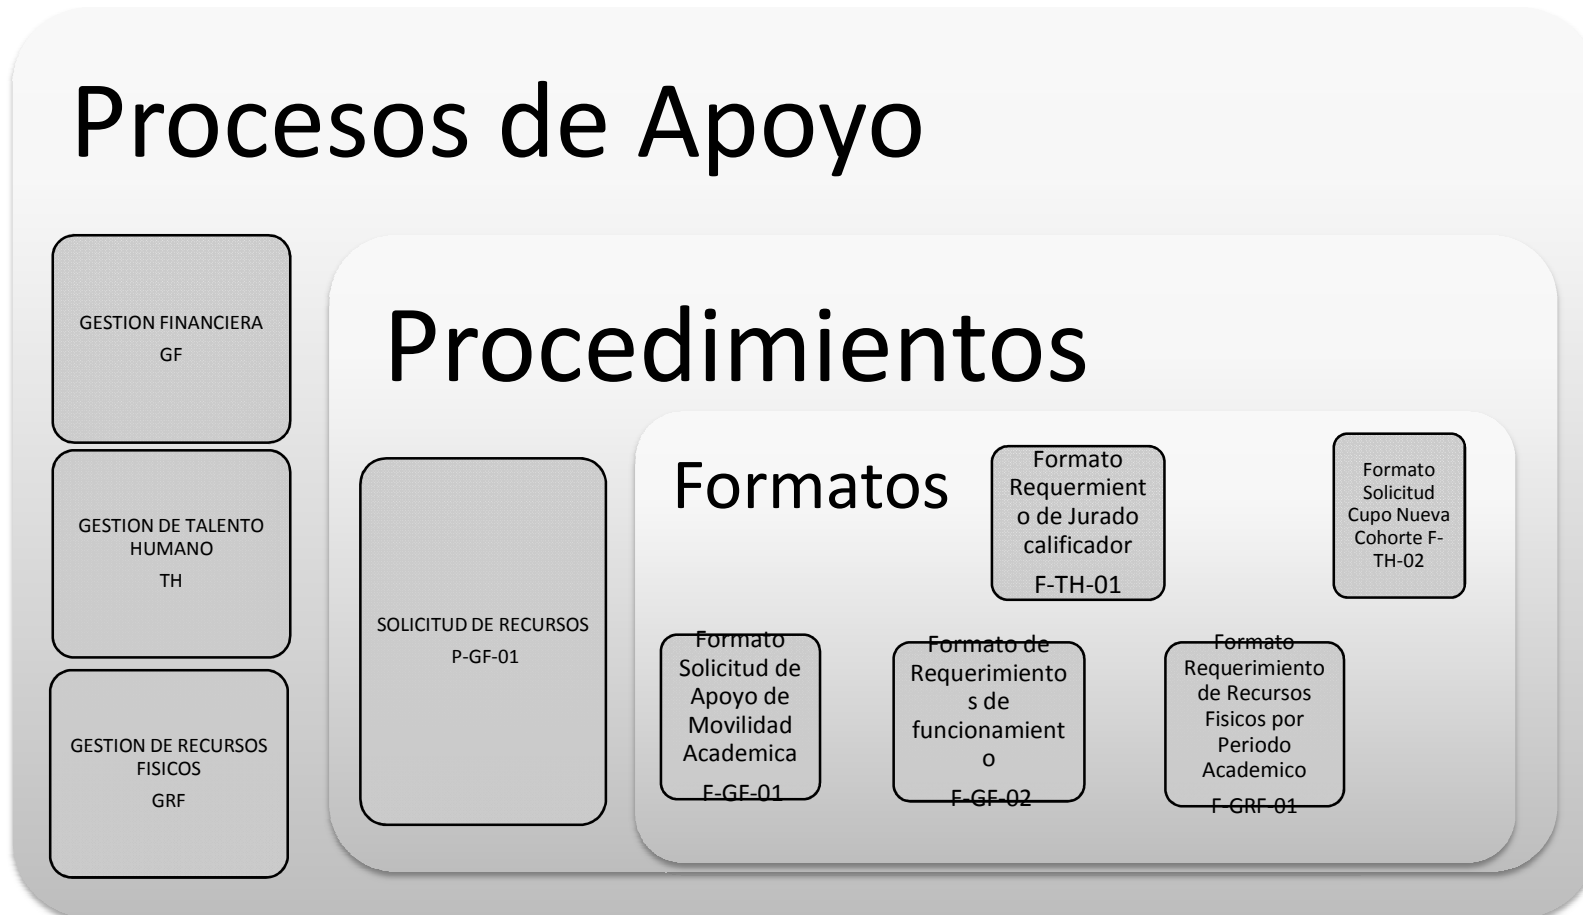 Procesos de Apoyo
GESTION FINANCIERA
GF
GESTION DE TALENTO
HUMANO
TH
GESTION DE RECURSOS
FISICOS
GRF
Procedimientos
SOLICITUD DE RECURSOS
P-GF-01
Formatos
Formato
Requermient
o de Jurado
calificador
F-TH-01
Formato
Solicitud
Cupo Nueva
Cohorte F-
TH-02
Formato
Solicitud de
Apoyo de
Movilidad
Academica
F-GF-01
Formato de
Requerimiento
s de
funcionamient
o
F-GF-02
Formato
Requerimiento
de Recursos
Fisicos por
Periodo
Academico
F-GRF-01